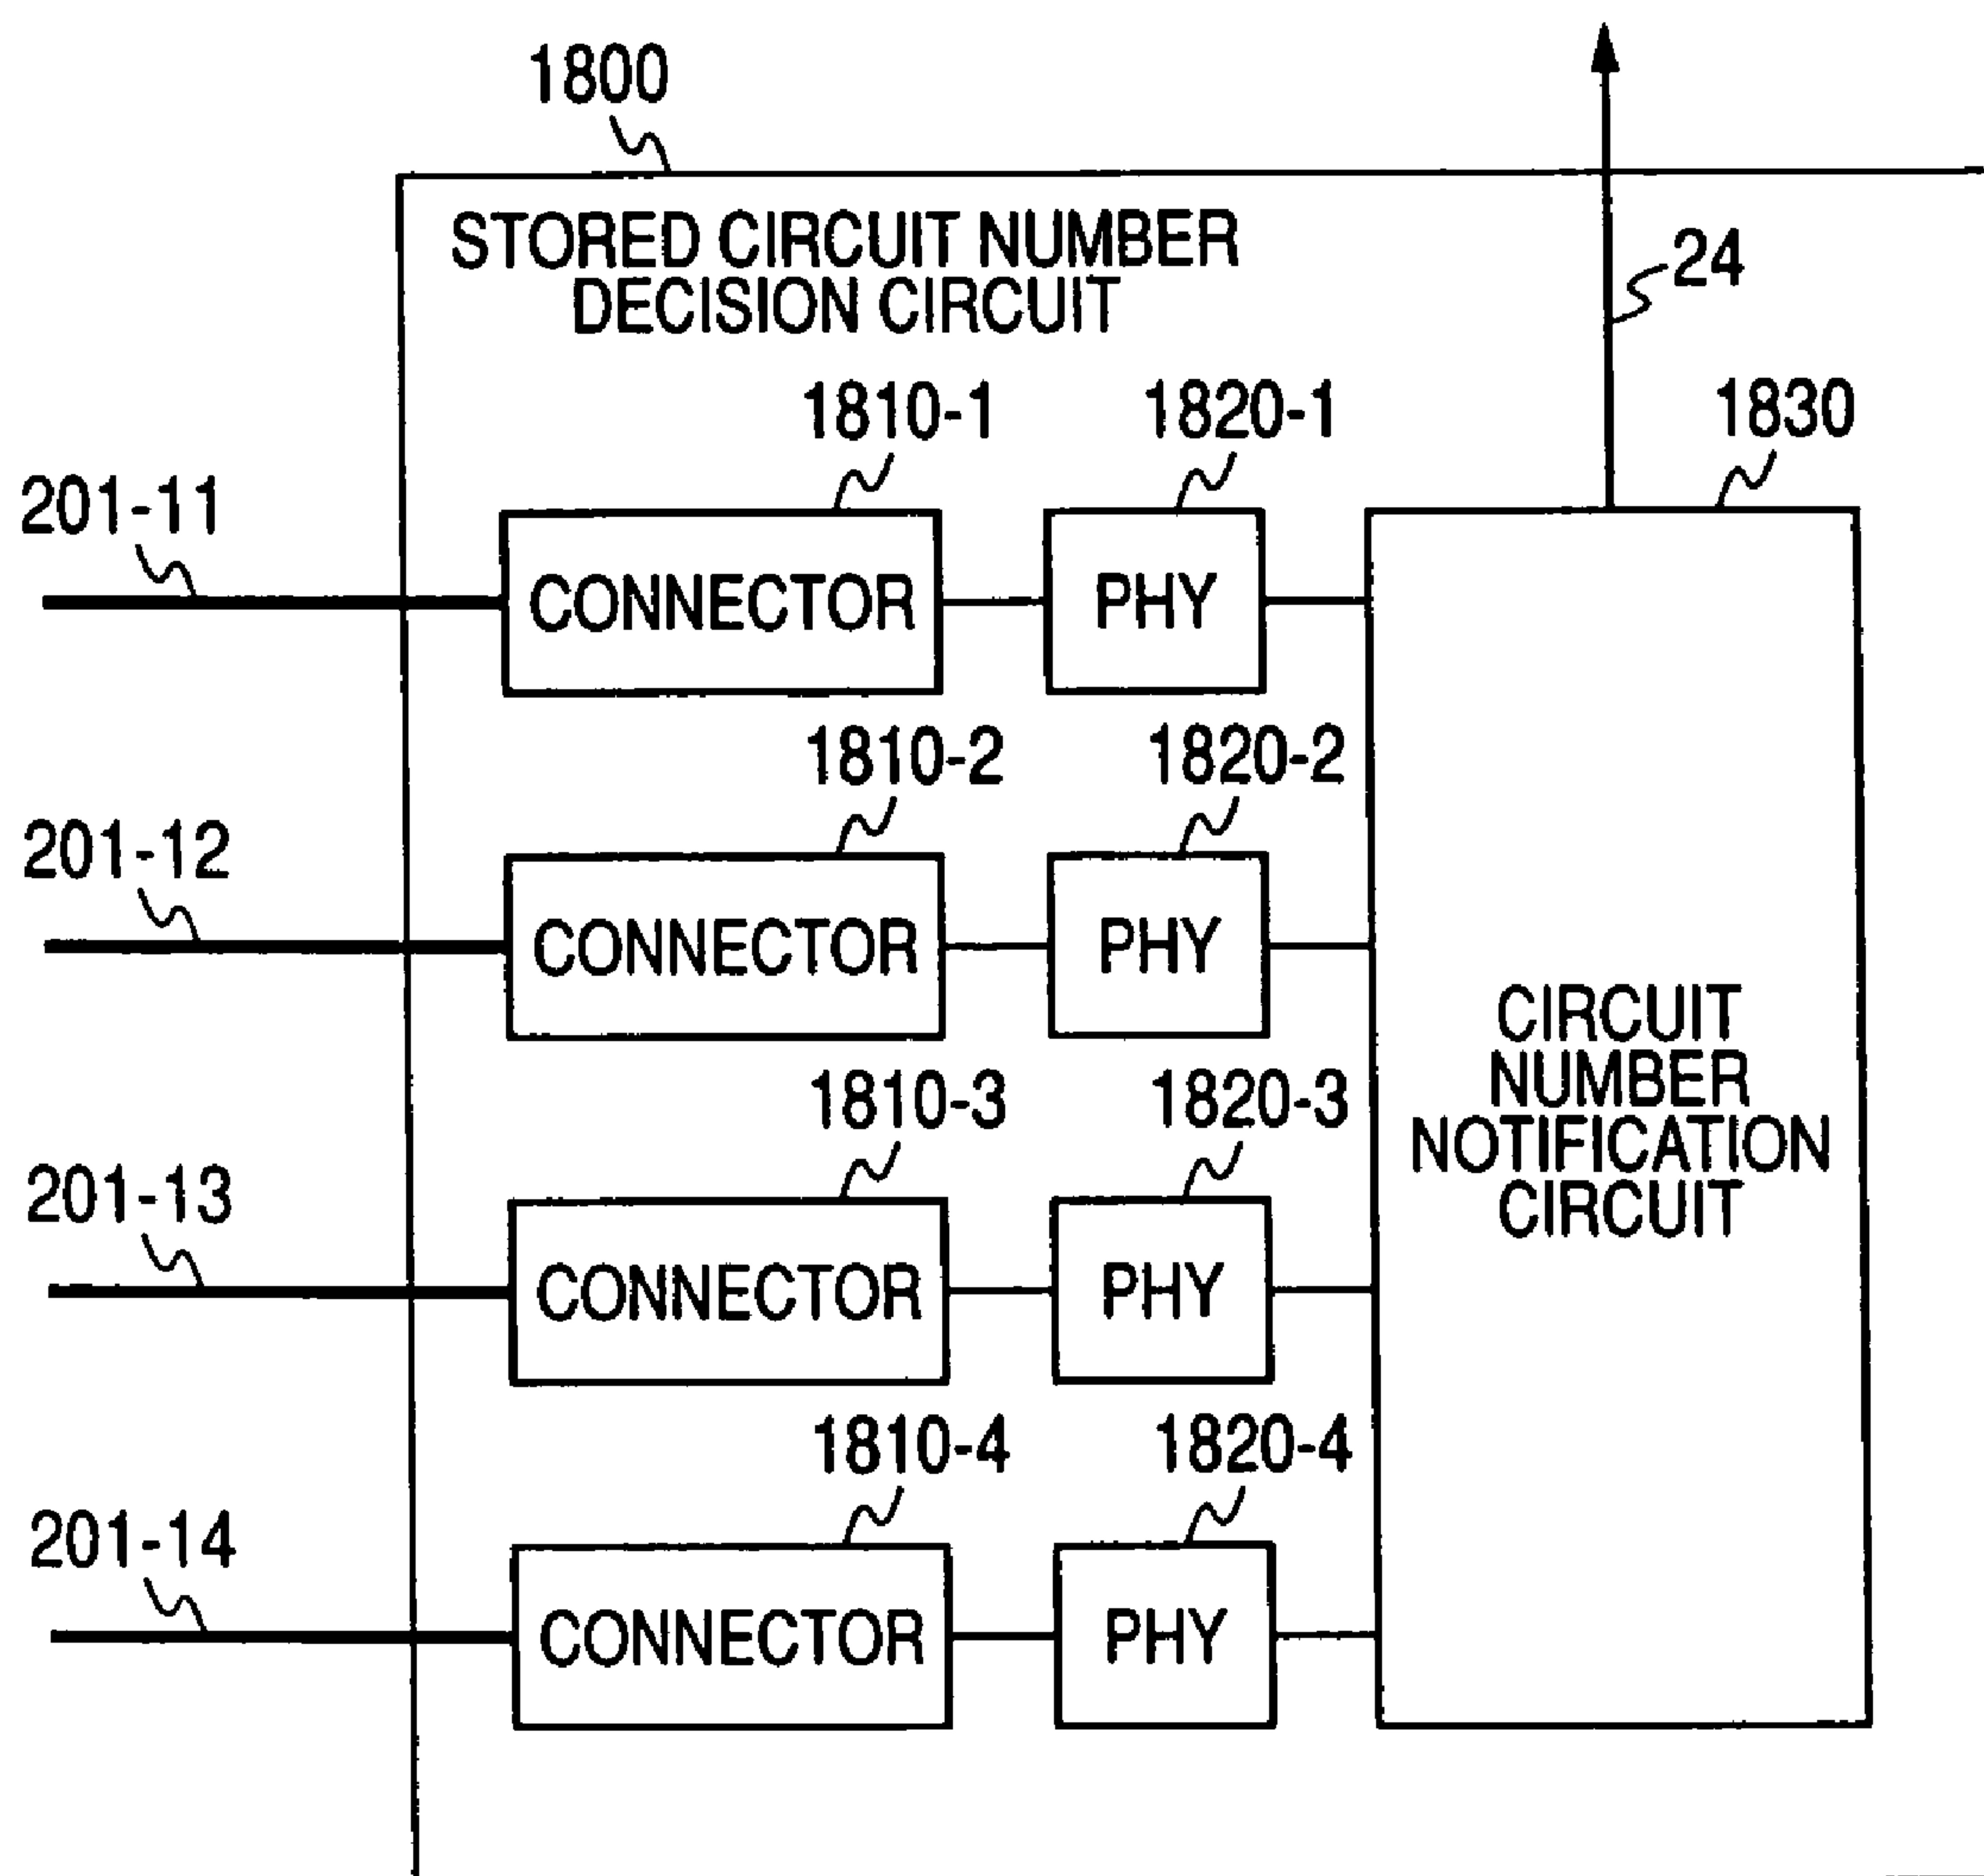 1800
STORED CIRCUIT NUMBER
DECISION CIRCUIT
24
1810-1
1820-1
1830
201-11
CONNECTOR
PHY
1810-2
1820-2
201-12
CONNECTOR
PHY
CIRCUIT
NUMBER
NOTIFICATION
CIRCUIT
1810-3
1820-3
201-13
CONNECTOR
PHY
1810-4
1820-4
201-14
CONNECTOR
PHY